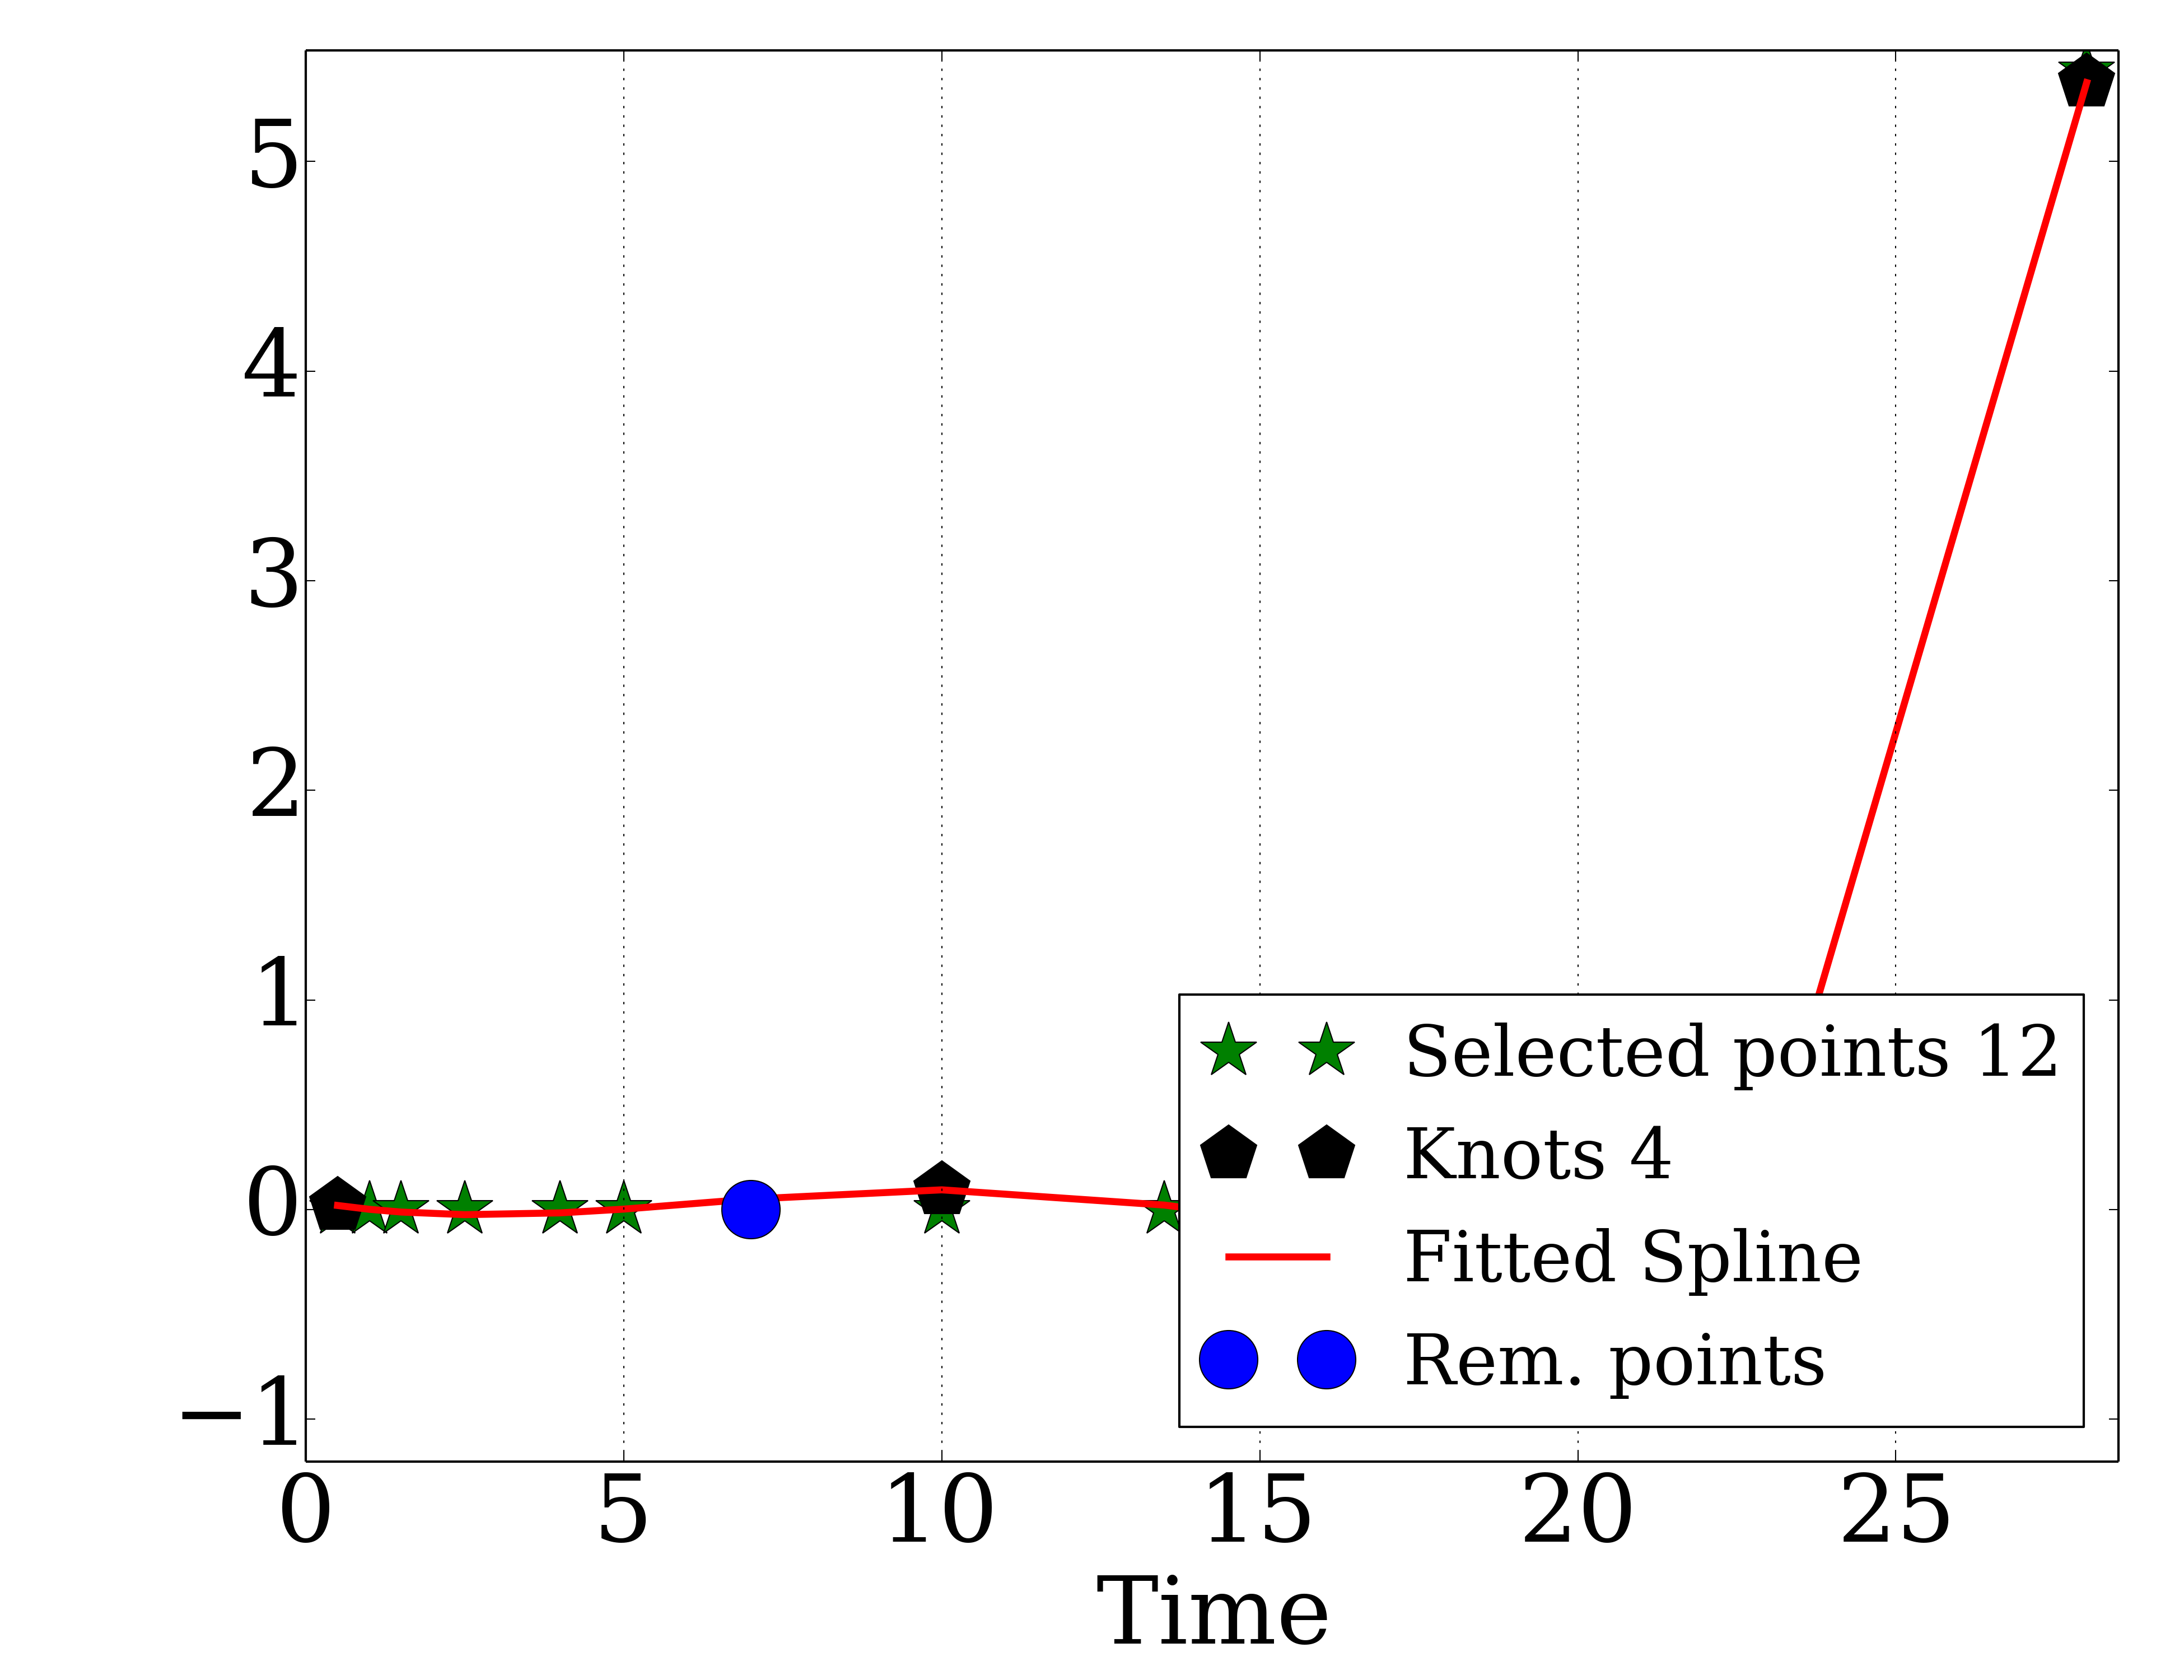 5
4
3
2
1
0
−1
Selected points 12
Knots 4
Fitted Spline
Rem. points
0 5 10 15 20 25
Time